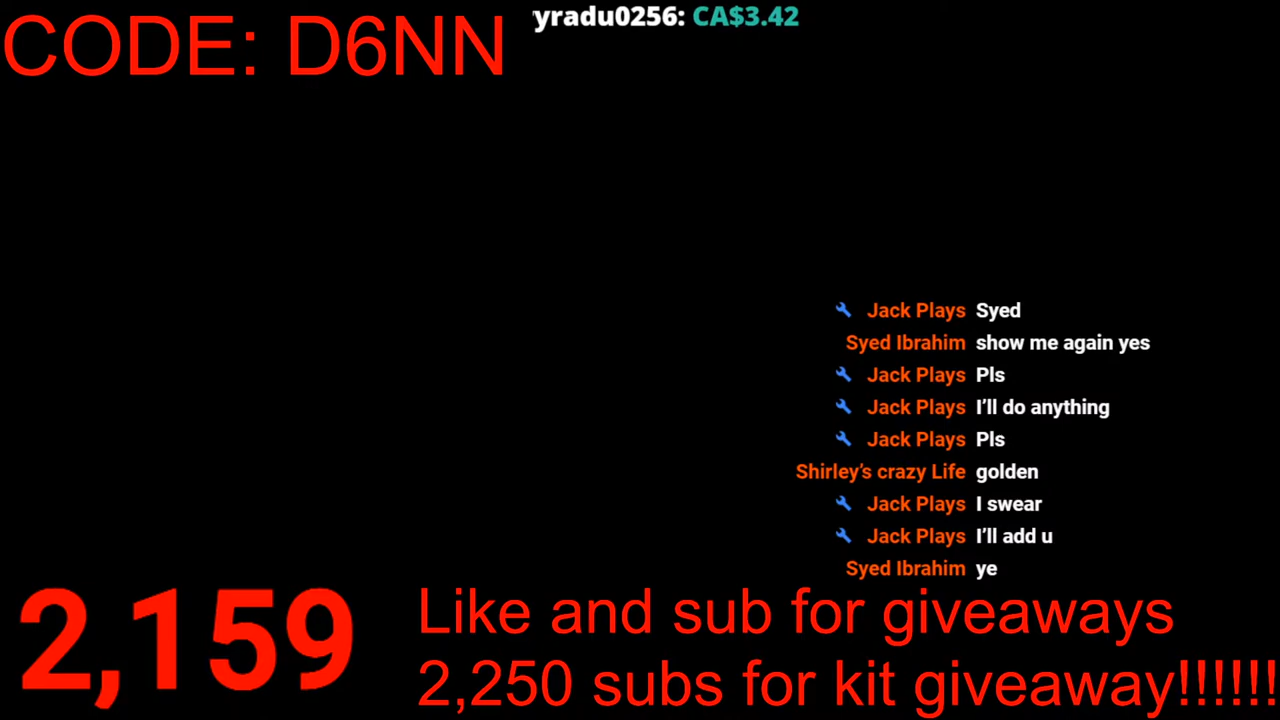 yradu0256: CA$3.42
CODE: D6NN
Jack Plays Syed
Syed Ibrahim show me again yes
Jack Plays Pls
Jack Plays I'll do anything
Jack Plays Pls
Shirley's crazy Life golden
Jack Plays I swear
Jack Plays I'll add u
Syed Ibrahim ye
2,159
Like and sub for giveaways
2,250 subs for kit giveaway!!!!!!